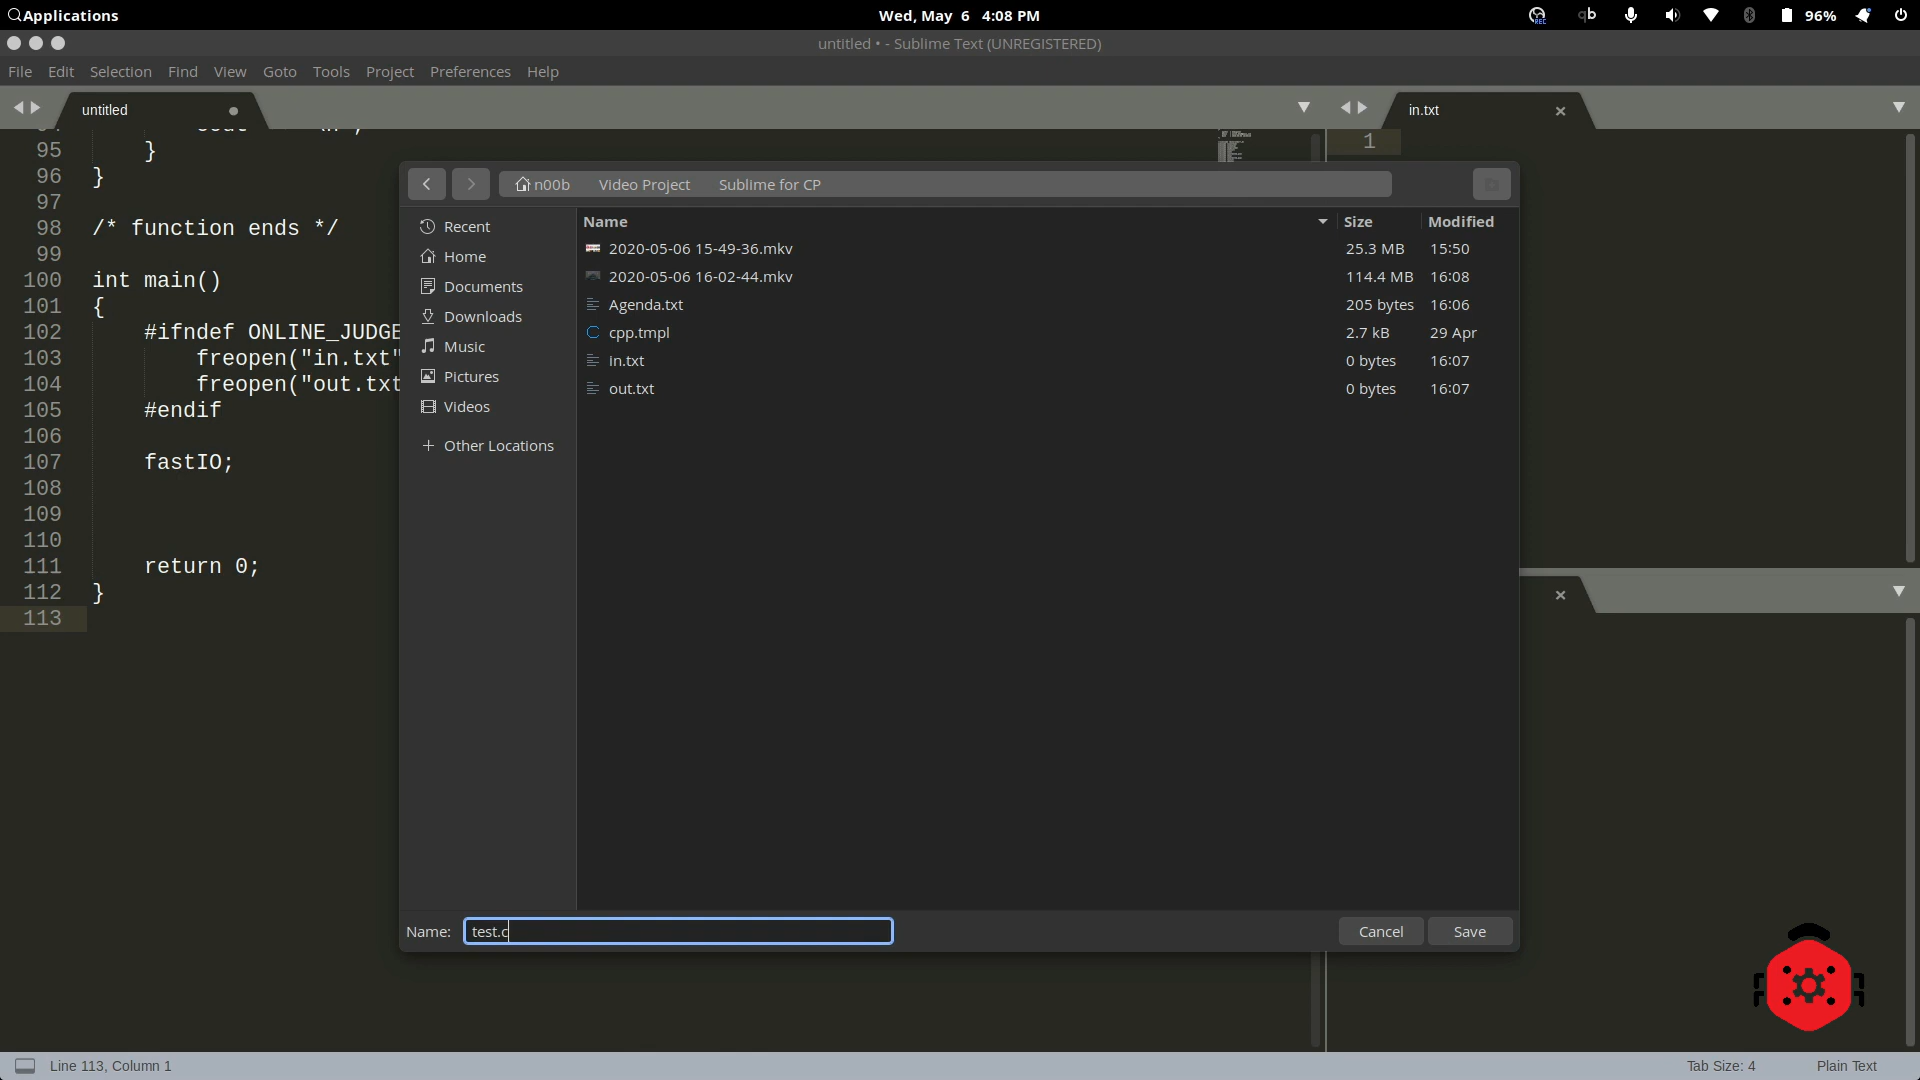 Applications
Wed, May 6 4:08 PM
REC
qb
96%
untitled • - Sublime Text (UNREGISTERED)
File Edit Selection Find View Goto Tools Project Preferences Help
untitled
in.txt
1
95 }
96 }
97
98 /* function ends */
99
100 int main()
101 {
102 #ifndef ONLINE_JUDGE
103 freopen("in.txt"
104 freopen("out.txt
105 #endif
106
107 fastIO;
108
109
110
111 return 0;
112 }
113
n00b Video Project Sublime for CP
Recent
Home
Documents
Downloads
Music
Pictures
Videos
Other Locations
Name Size Modified
2020-05-06 15-49-36.mkv 25.3 MB 15:50
2020-05-06 16-02-44.mkv 114.4 MB 16:08
Agenda.txt 205 bytes 16:06
cpp.tmpl 2.7 kB 29 Apr
in.txt 0 bytes 16:07
out.txt 0 bytes 16:07
Name: test.c
Cancel Save
Line 113, Column 1
Tab Size: 4
Plain Text